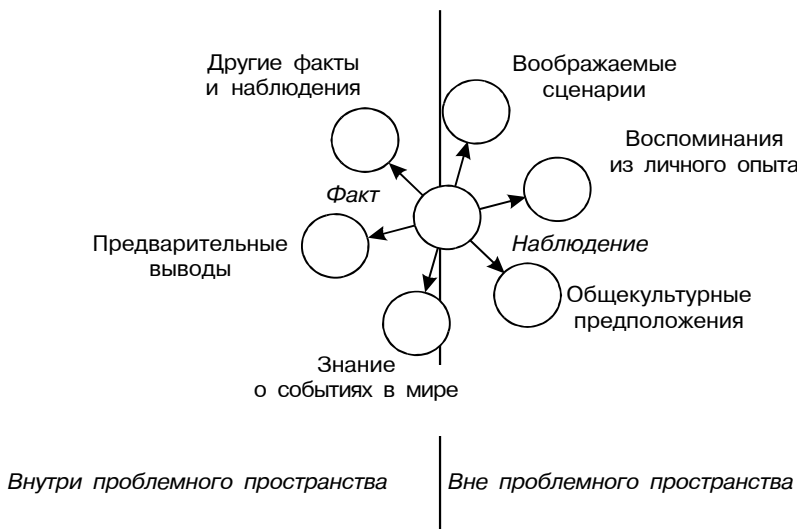 Другие факты
и наблюдения
Воображаемые
сценарии
Воспоминания
из личного опыта
Факт
Наблюдение
Предварительные
выводы
Общекультурные
предположения
Знание
о событиях в мире
Внутри проблемного пространства
Вне проблемного пространства